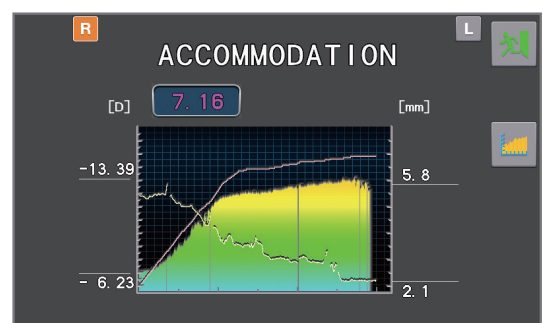 R
L
ACCOMMODATION
[D]
7.16
[mm]
-13.39
5.8
- 6.23
2.1